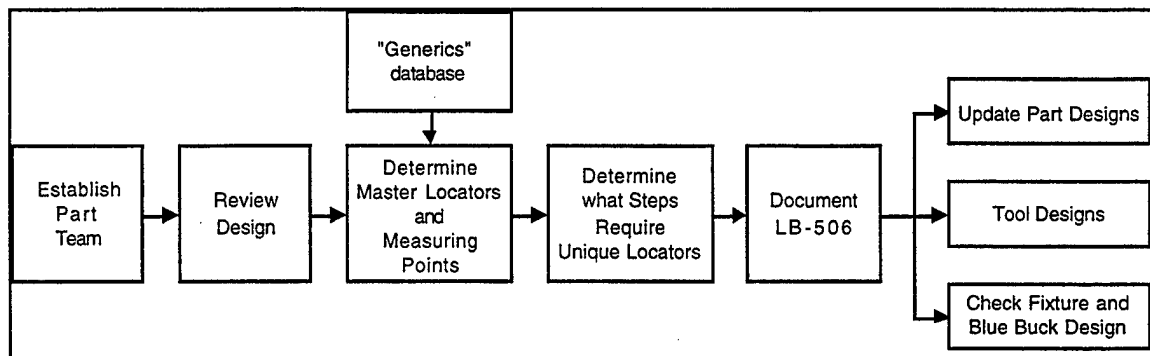 "Generics"
database
Establish
Part
Team
Review
Design
Determine
Master Locators
and
Measuring
Points
Determine
what Steps
Require
Unique Locators
Document
LB-506
Update Part Designs
Tool Designs
Check Fixture and
Blue Buck Design